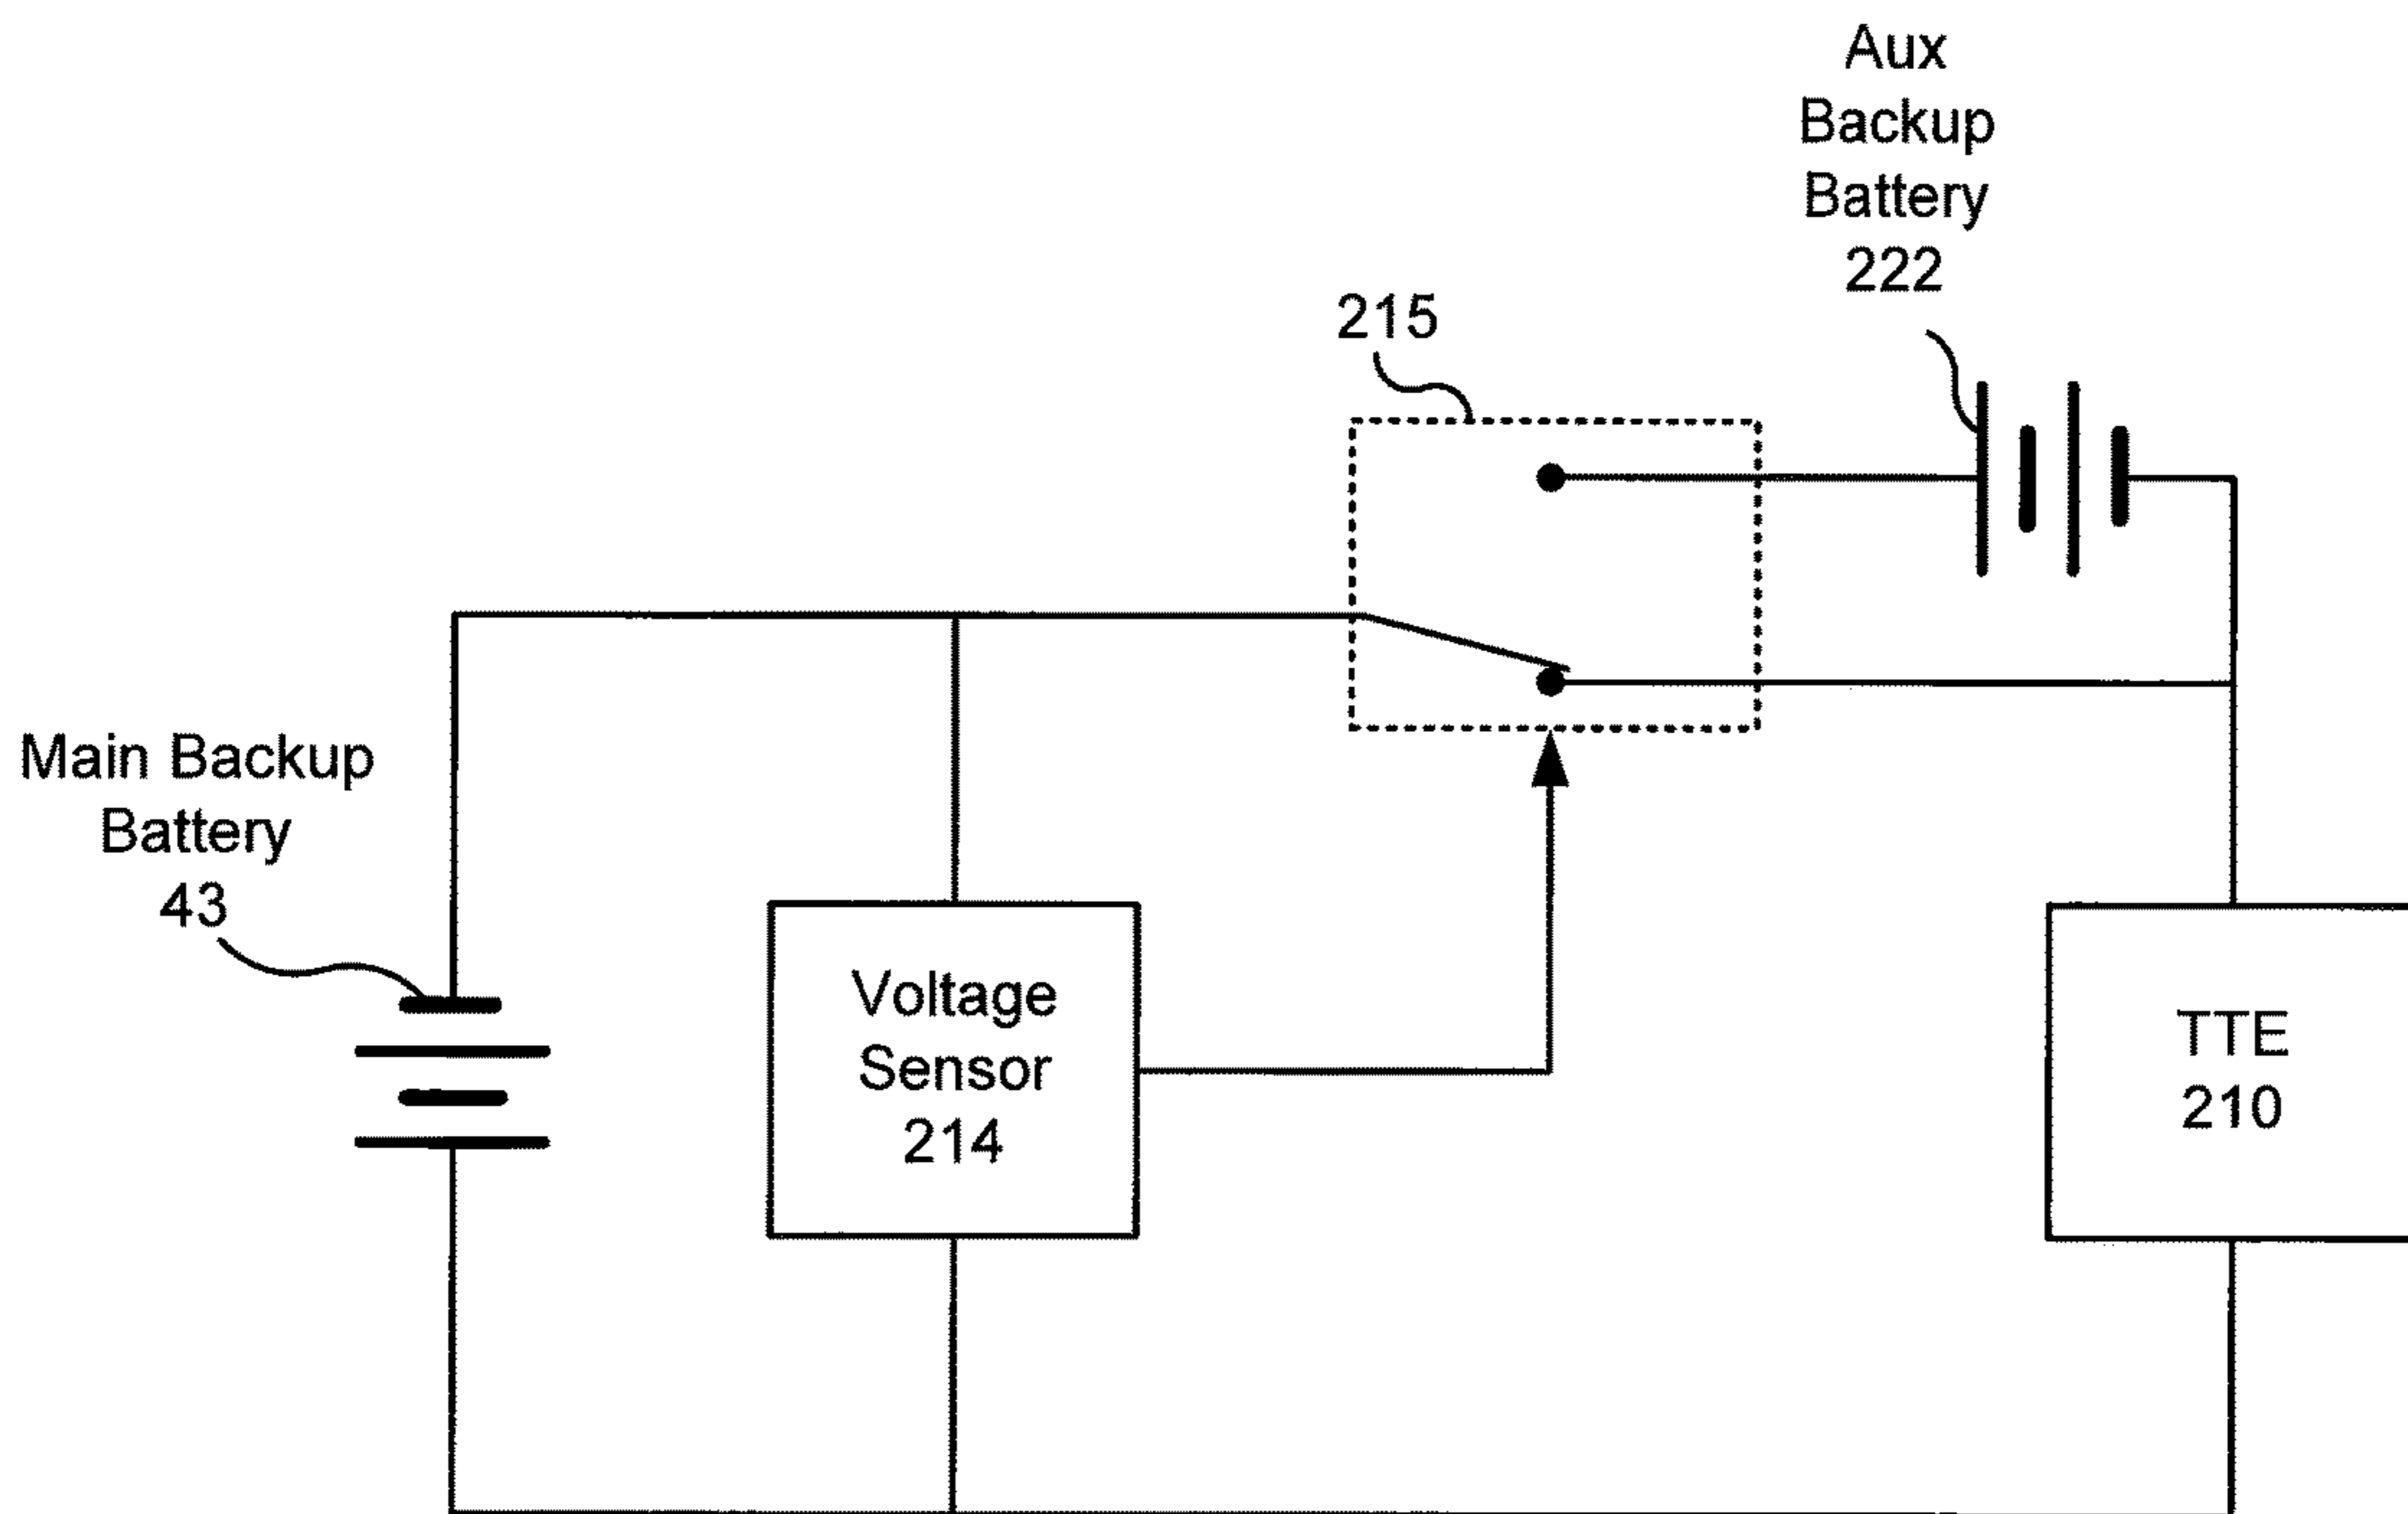 Aux
Backup
Battery
222
215
Main Backup
Battery
43
Voltage
Sensor
214
TTE
210